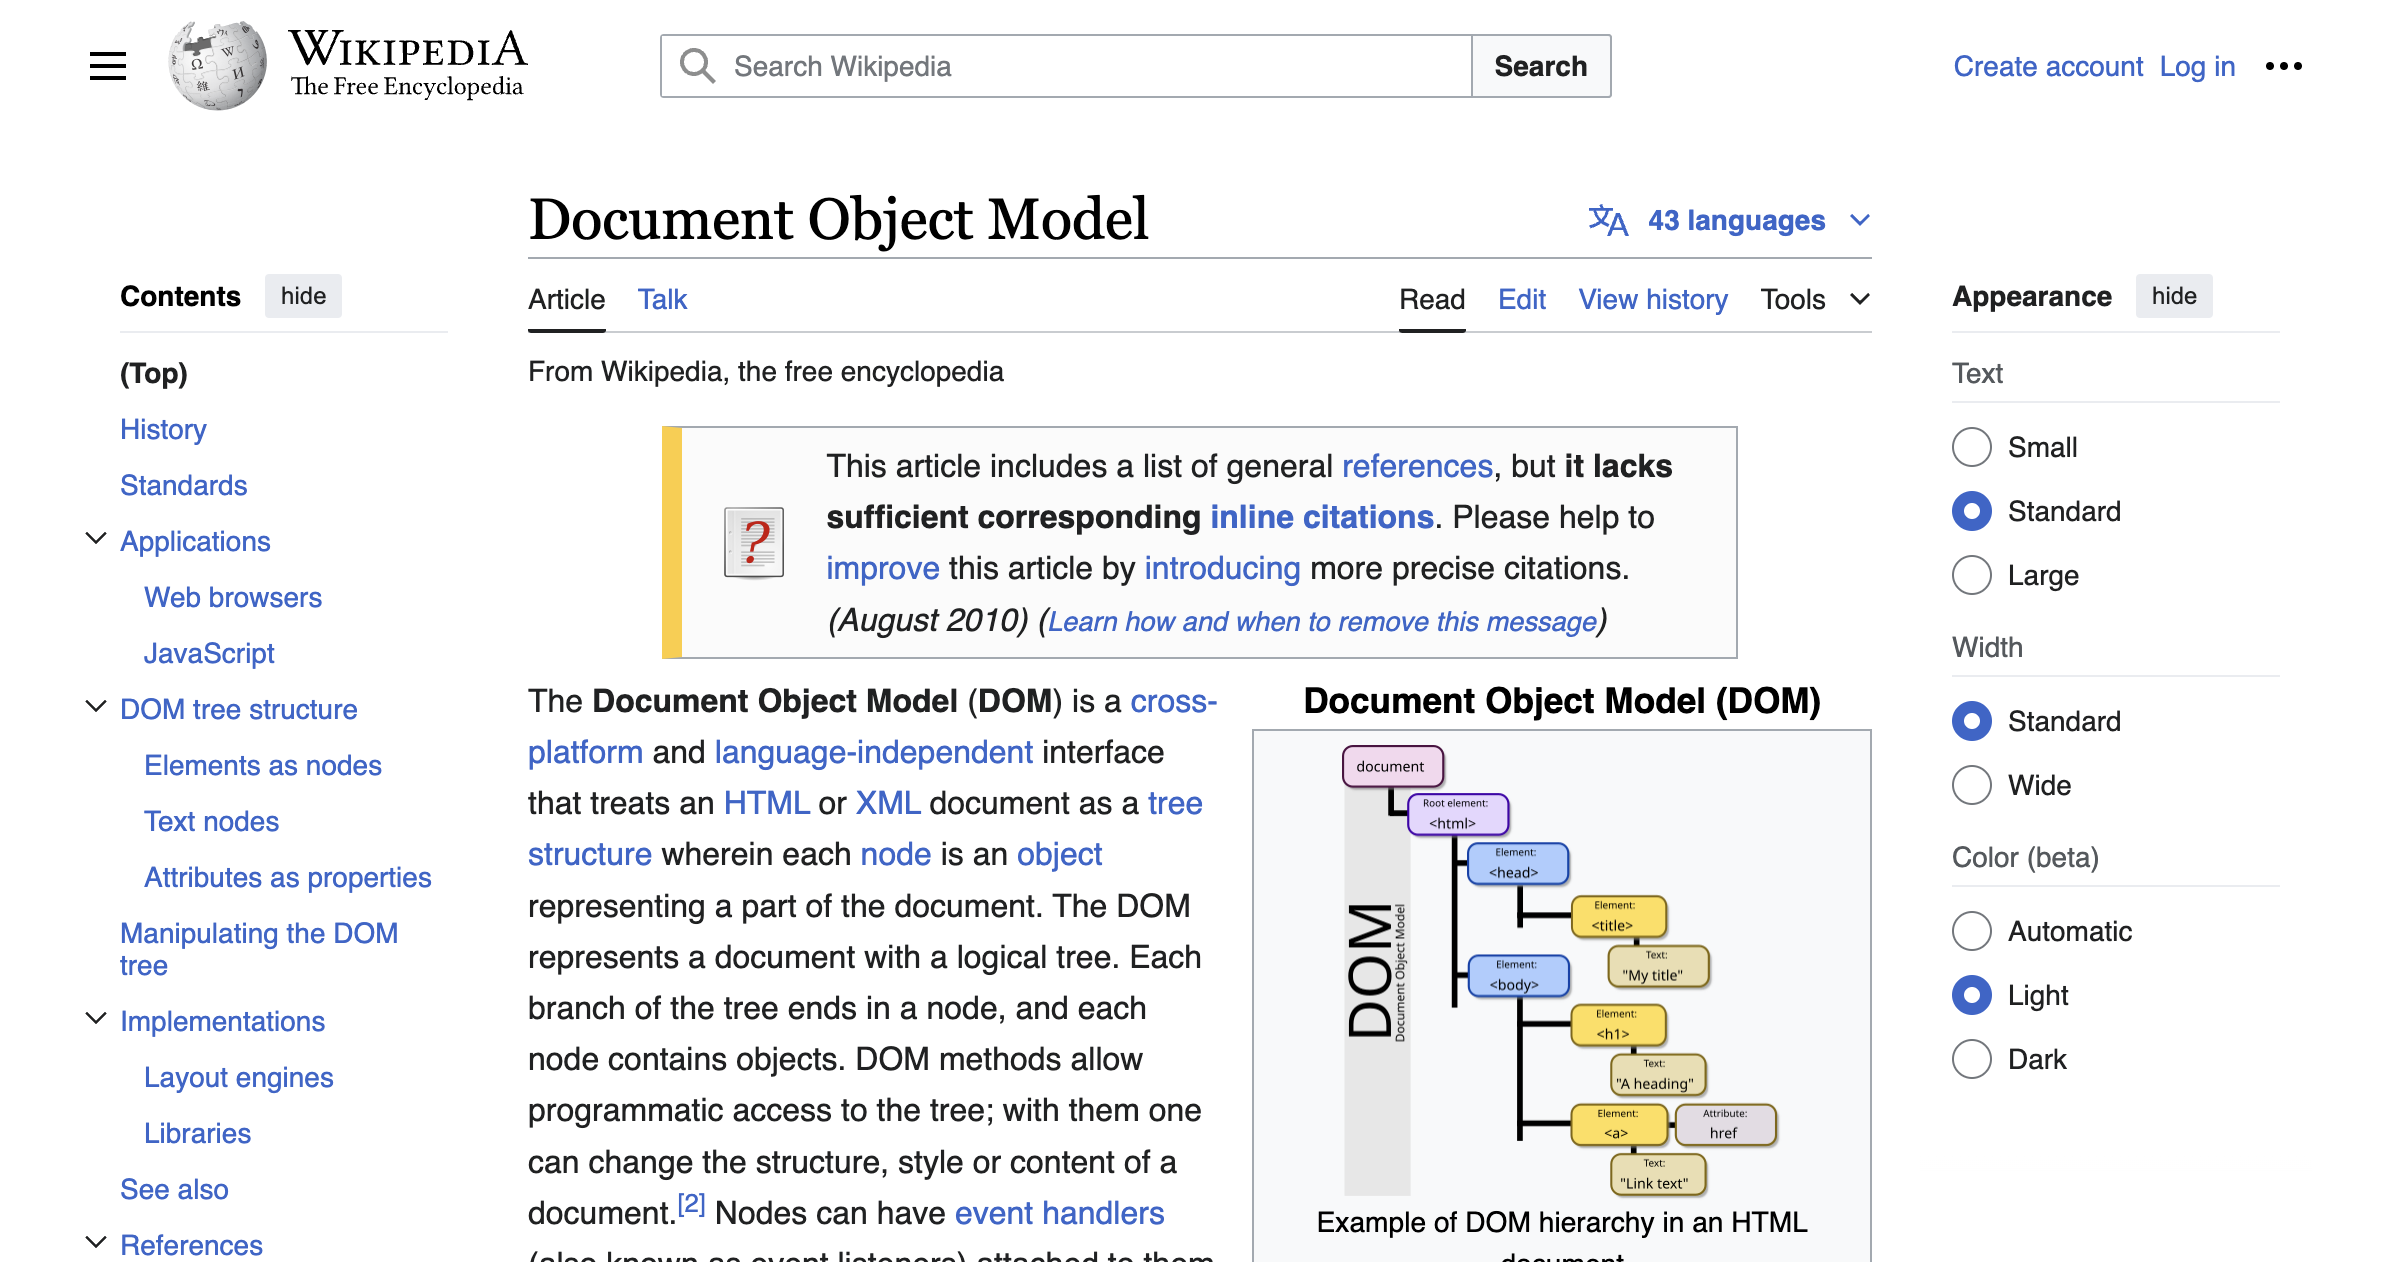 WIKIPEDIA
The Free Encyclopedia
Search Wikipedia
Search
Create account Log in
Document Object Model
43 languages
Contents hide
(Top)
History
Standards
Applications
Web browsers
JavaScript
DOM tree structure
Elements as nodes
Text nodes
Attributes as properties
Manipulating the DOM
tree
Implementations
Layout engines
Libraries
See also
References
Article Talk
Read Edit View history Tools
From Wikipedia, the free encyclopedia
This article includes a list of general references, but it lacks
sufficient corresponding inline citations. Please help to
improve this article by introducing more precise citations.
(August 2010) (Learn how and when to remove this message)
The Document Object Model (DOM) is a cross-
platform and language-independent interface
that treats an HTML or XML document as a tree
structure wherein each node is an object
representing a part of the document. The DOM
represents a document with a logical tree. Each
branch of the tree ends in a node, and each
node contains objects. DOM methods allow
programmatic access to the tree; with them one
can change the structure, style or content of a
document.[2] Nodes can have event handlers
(also known as event listeners) attached to them
Document Object Model (DOM)
document
Root element:
<html>
Element:
<head>
Element:
<title>
Text:
"My title"
Element:
<body>
Element:
<h1>
Text:
"A heading"
Element:
<a>
Attribute:
href
Text:
"Link text"
DOM
Document Object Model
Example of DOM hierarchy in an HTML
document
Appearance hide
Text
Small
Standard
Large
Width
Standard
Wide
Color (beta)
Automatic
Light
Dark